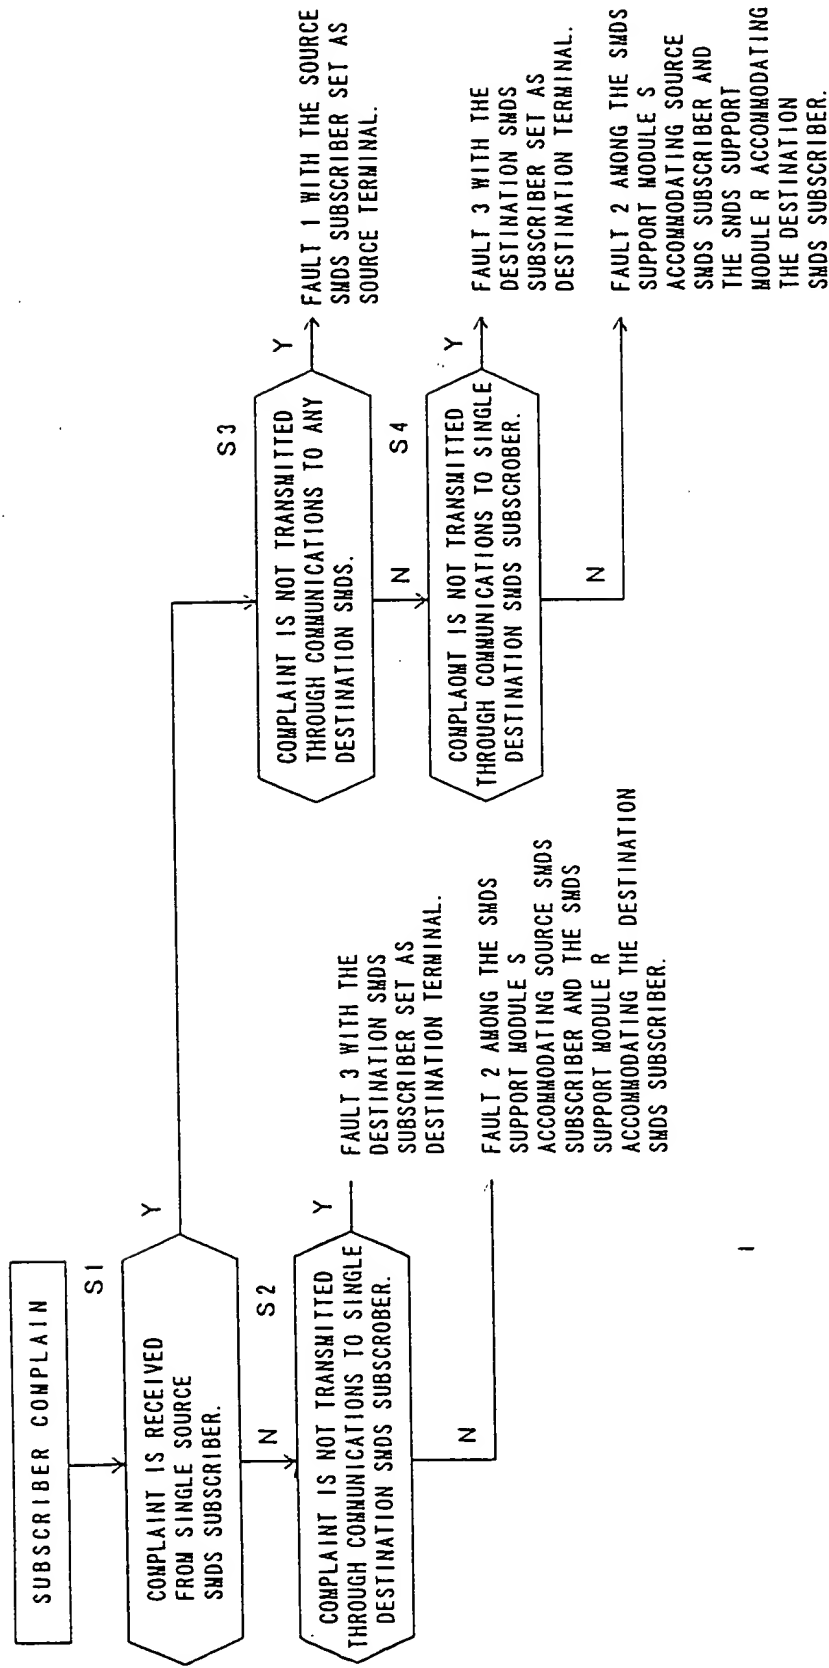 SUBSCRIBER COMPLAIN
S1
COMPLAINT IS RECEIVED
FROM SINGLE SOURCE
SMDS SUBSCRIBER.
Y
N
S2
COMPLAINT IS NOT TRANSMITTED
THROUGH COMMUNICATIONS TO SINGLE
DESTINATION SMDS SUBSCROBER.
Y
FAULT 3 WITH THE
DESTINATION SMDS
SUBSCRIBER SET AS
DESTINATION TERMINAL.
N
FAULT 2 AMONG THE SMDS
SUPPORT MODULE S
ACCOMMODATING SOURCE SMDS
SUBSCRIBER AND THE SMDS
SUPPORT MODULE R
ACCOMMODATING THE DESTINATION
SMDS SUBSCRIBER.
S3
COMPLAINT IS NOT TRANSMITTED
THROUGH COMMUNICATIONS TO ANY
DESTINATION SMDS.
Y
FAULT 1 WITH THE SOURCE
SMDS SUBSCRIBER SET AS
SOURCE TERMINAL.
N
S4
COMPLAOMT IS NOT TRANSMITTED
THROUGH COMMUNICATIONS TO SINGLE
DESTINATION SMDS SUBSCROBER.
Y
FAULT 3 WITH THE
DESTINATION SMDS
SUBSCRIBER SET AS
DESTINATION TERMINAL.
N
FAULT 2 AMONG THE SMDS
SUPPORT MODULE S
ACCOMMODATING SOURCE
SMDS SUBSCRIBER AND
THE SNDS SUPPORT
MODULE R ACCOMMODATING
THE DESTINATION
SMDS SUBSCRIBER.